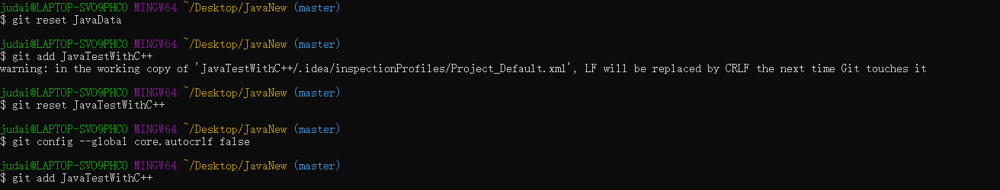 judai@LAPTOP-SVO9PHCO MINGW64 ~/Desktop/JavaNew (master)
$ git reset JavaData
judai@LAPTOP-SVO9PHCO MINGW64 ~/Desktop/JavaNew (master)
$ git add JavaTestWithC++
warning: in the working copy of 'JavaTestWithC++/.idea/inspectionProfiles/Project_Default.xml', LF will be replaced by CRLF the next time Git touches it
judai@LAPTOP-SVO9PHCO MINGW64 ~/Desktop/JavaNew (master)
$ git reset JavaTestWithC++
judai@LAPTOP-SVO9PHCO MINGW64 ~/Desktop/JavaNew (master)
$ git config --global core.autocrlf false
judai@LAPTOP-SVO9PHCO MINGW64 ~/Desktop/JavaNew (master)
$ git add JavaTestWithC++